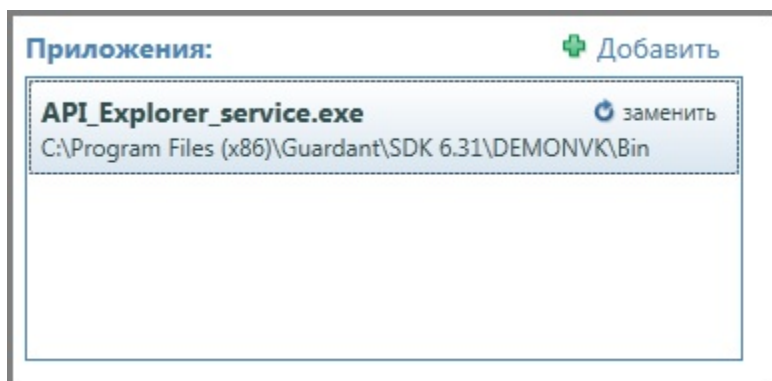 Приложения: Добавить
API_Explorer_service.exe заменить
C:\Program Files (x86)\Guardant\SDK 6.31\DEMONVK\Bin